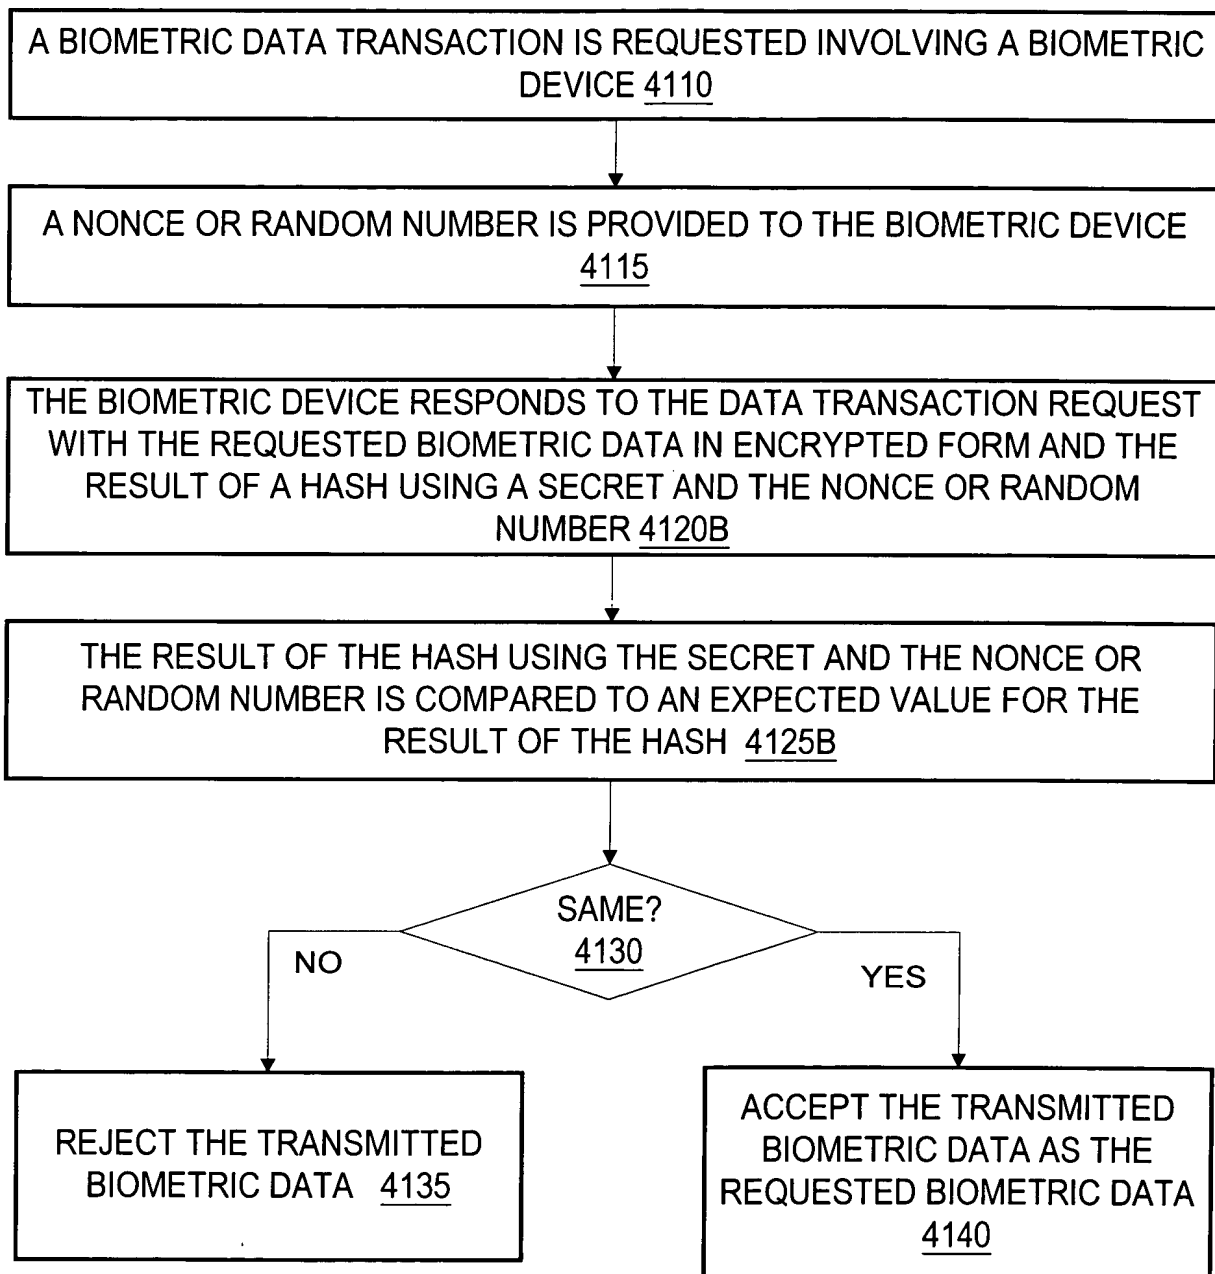 A BIOMETRIC DATA TRANSACTION IS REQUESTED INVOLVING A BIOMETRIC
DEVICE 4110
A NONCE OR RANDOM NUMBER IS PROVIDED TO THE BIOMETRIC DEVICE
4115
THE BIOMETRIC DEVICE RESPONDS TO THE DATA TRANSACTION REQUEST
WITH THE REQUESTED BIOMETRIC DATA IN ENCRYPTED FORM AND THE
RESULT OF A HASH USING A SECRET AND THE NONCE OR RANDOM
NUMBER 4120B
THE RESULT OF THE HASH USING THE SECRET AND THE NONCE OR
RANDOM NUMBER IS COMPARED TO AN EXPECTED VALUE FOR THE
RESULT OF THE HASH 4125B
SAME?
4130
NO
YES
REJECT THE TRANSMITTED
BIOMETRIC DATA 4135
ACCEPT THE TRANSMITTED
BIOMETRIC DATA AS THE
REQUESTED BIOMETRIC DATA
4140